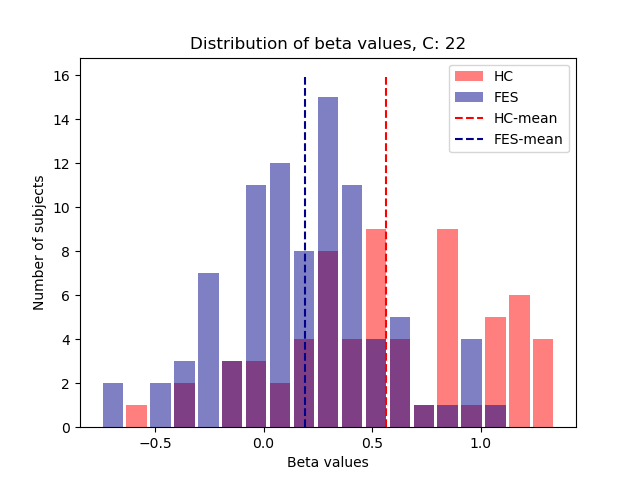 Distribution of beta values, C: 22
Number of subjects
16
14
12
10
8
6
4
2
0
−0.5
0.0
0.5
1.0
Beta values
HC
FES
HC-mean
FES-mean